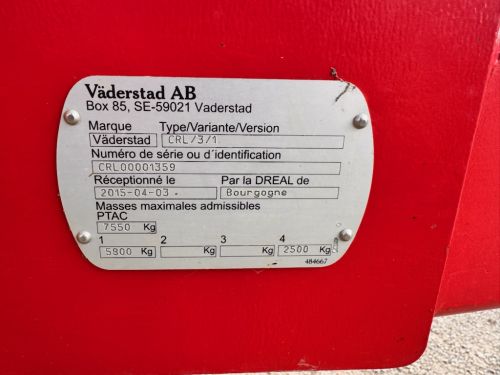 Väderstad AB
Box 85, SE-59021 Vaderstad
Marque Type/Variante/Version
Väderstad CRL/3/1
Numéro de série ou d'identification
CRL00001359
Réceptionné le Par la DREAL de
2015-04-03. Bourgogne
Masses maximales admissibles
PTAC
7550 Kg
1 2 3 4
5800 Kg Kg Kg 2500 Kg
484667